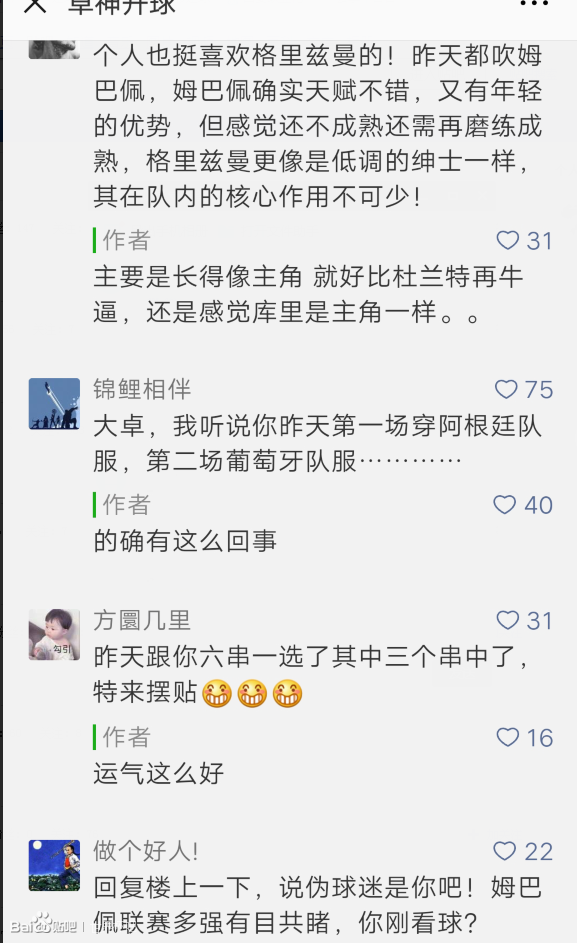 个人也挺喜欢格里兹曼的！昨天都吹姆
巴佩，姆巴佩确实天赋不错，又有年轻
的优势，但感觉还不成熟还需再磨练成
熟，格里兹曼更像是低调的绅士一样，
其在队内的核心作用不可少！
作者
31
主要是长得像主角 就好比杜兰特再牛
逼，还是感觉库里是主角一样。。
锦鲤相伴
75
大卓，我听说你昨天第一场穿阿根廷队
服，第二场葡萄牙队服…………
作者
40
的确有这么回事
方圜几里
31
勾引
昨天跟你六串一选了其中三个串中了，
特来摆贴
作者
16
运气这么好
做个好人!
22
回复楼上一下，说伪球迷是你吧！姆巴
佩联赛多强有目共睹，你刚看球？
Bai 贴吧